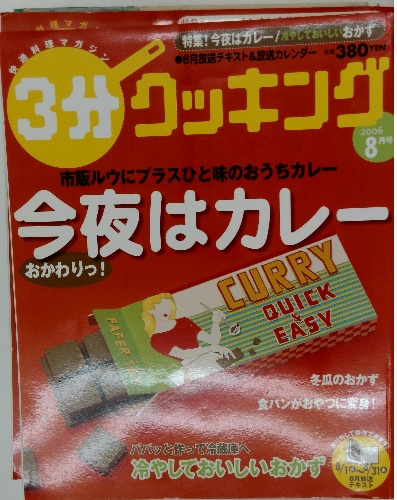 快適料理マガジン
特集！今夜はカレー/冷やしておいしいおかず
●8月放送テキスト&放送カレンダー
380YEN
3分クッキング
2006
8月号
市販ルウにプラスひと味のおうちカレー
今夜はカレー
おかわりっ！
CURRY
QUICK
&
EASY
冬瓜のおかず
食パンがおやつに変身！
パパッと作って冷蔵庫へ
冷やしておいしいおかず
8月放送
テキスト